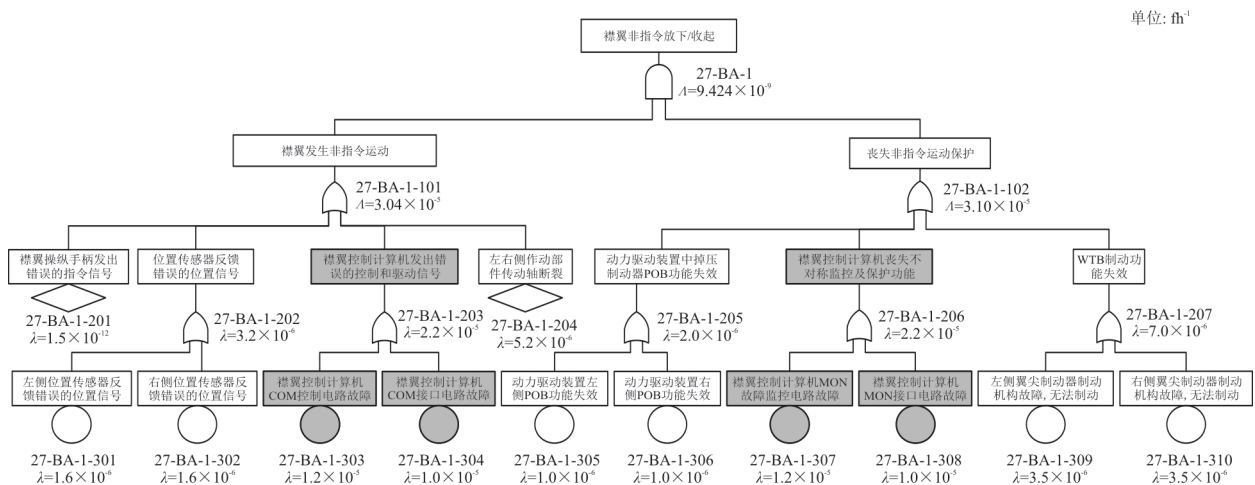 单位: fh⁻¹
襟翼非指令放下/收起
27-BA-1
Λ=9.424×10⁻⁹
襟翼发生非指令运动
丧失非指令运动保护
27-BA-1-101
Λ=3.04×10⁻⁵
27-BA-1-102
Λ=3.10×10⁻⁵
襟翼操纵手柄发出
错误的指令信号
位置传感器反馈
错误的位置信号
襟翼控制计算机发出错
误的控制和驱动信号
左右侧作动部
件传动轴断裂
动力驱动装置中掉压
制动器POB功能失效
襟翼控制计算机丧失不
对称监控及保护功能
WTB制动功
能失效
27-BA-1-201
λ=1.5×10⁻¹²
27-BA-1-202
λ=3.2×10⁻⁶
27-BA-1-203
λ=2.2×10⁻⁵
27-BA-1-204
λ=5.2×10⁻⁶
27-BA-1-205
λ=2.0×10⁻⁶
27-BA-1-206
λ=2.2×10⁻⁵
27-BA-1-207
λ=7.0×10⁻⁶
左侧位置传感器反
馈错误的位置信号
右侧位置传感器反
馈错误的位置信号
襟翼控制计算机
COM控制电路故障
襟翼控制计算机
COM接口电路故障
动力驱动装置左
侧POB功能失效
动力驱动装置右
侧POB功能失效
襟翼控制计算机MON
故障监控电路故障
襟翼控制计算机
MON接口电路故障
左侧翼尖制动器制动
机构故障,无法制动
右侧翼尖制动器制动
机构故障,无法制动
27-BA-1-301
λ=1.6×10⁻⁶
27-BA-1-302
λ=1.6×10⁻⁶
27-BA-1-303
λ=1.2×10⁻⁵
27-BA-1-304
λ=1.0×10⁻⁵
27-BA-1-305
λ=1.0×10⁻⁶
27-BA-1-306
λ=1.0×10⁻⁶
27-BA-1-307
λ=1.2×10⁻⁵
27-BA-1-308
λ=1.0×10⁻⁵
27-BA-1-309
λ=3.5×10⁻⁶
27-BA-1-310
λ=3.5×10⁻⁶